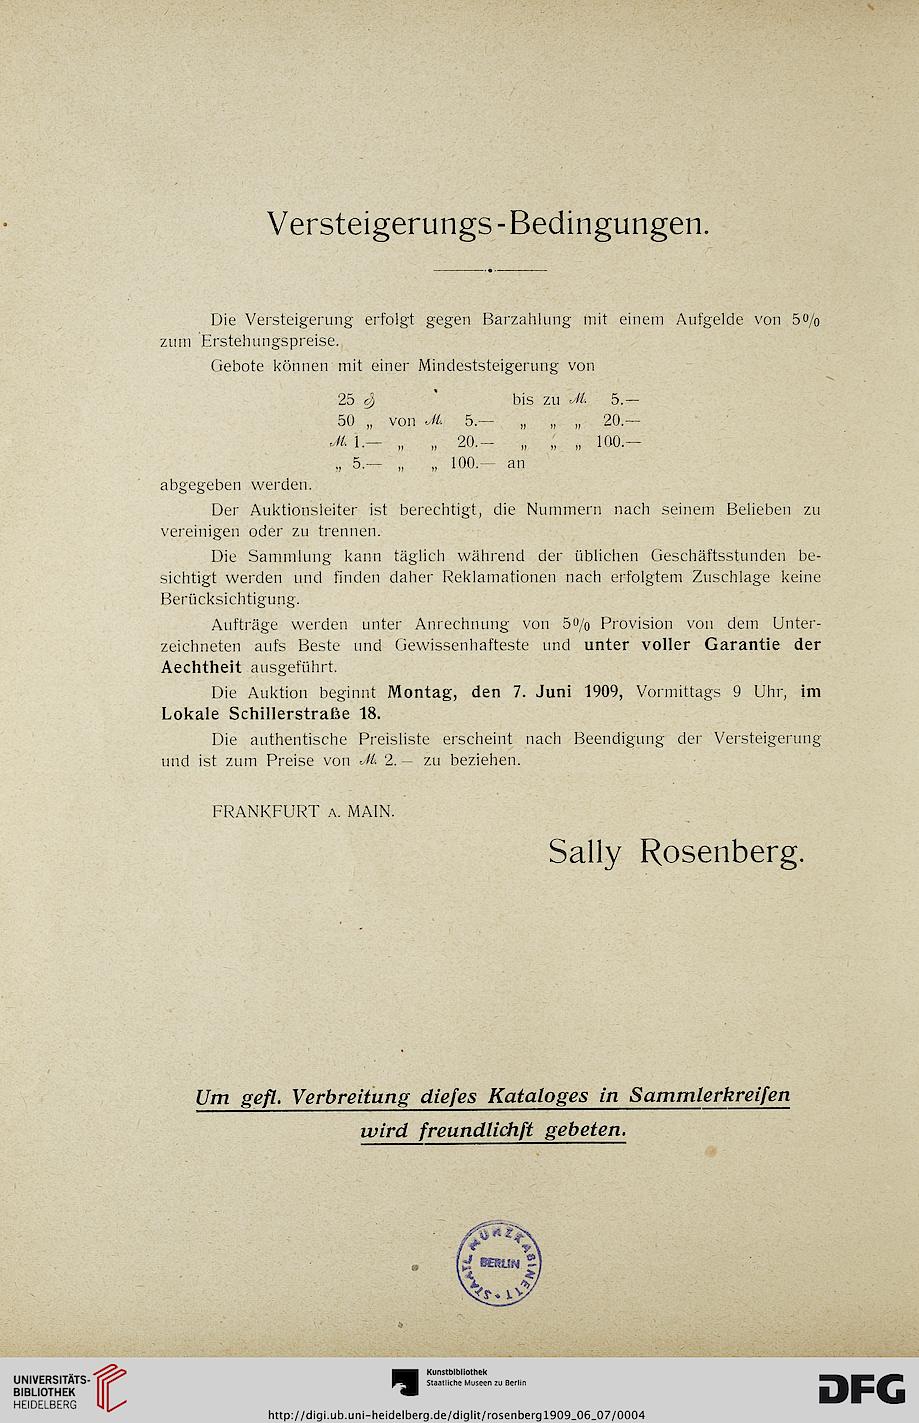 Versteigerungs-Bedingungen.
Die Versteigerung erfolgt gegen Barzahlung mit einem Aufgelde von 5%
zum Erstehungspreise.
Gebote können mit einer Mindeststeigerung von
25 ₰ bis zu ℳ 5.—
50 „ von ℳ 5.— „ „ „ 20.—
ℳ 1.— „ „ 20.— „ „ „ 100.—
„ 5.— „ „ 100.— an
abgegeben werden.
Der Auktionsleiter ist berechtigt, die Nummern nach seinem Belieben zu
vereinigen oder zu trennen.
Die Sammlung kann täglich während der üblichen Geschäftsstunden be-
sichtigt werden und finden daher Reklamationen nach erfolgtem Zuschlage keine
Berücksichtigung.
Aufträge werden unter Anrechnung von 5% Provision von dem Unter-
zeichneten aufs Beste und Gewissenhafteste und unter voller Garantie der
Aechtheit ausgeführt.
Die Auktion beginnt Montag, den 7. Juni 1909, Vormittags 9 Uhr, im
Lokale Schillerstraße 18.
Die authentische Preisliste erscheint nach Beendigung der Versteigerung
und ist zum Preise von ℳ 2.— zu beziehen.
FRANKFURT A. MAIN.
Sally Rosenberg.
Um gefl. Verbreitung dieſes Kataloges in Sammlerkreiſen
wird freundlichſt gebeten.
STAATL. MÜNZKABINETT
BERLIN
UNIVERSITÄTS-
BIBLIOTHEK
HEIDELBERG
Kunstbibliothek
Staatliche Museen zu Berlin
DFG
http://digi.ub.uni-heidelberg.de/diglit/rosenberg1909_06_07/0004